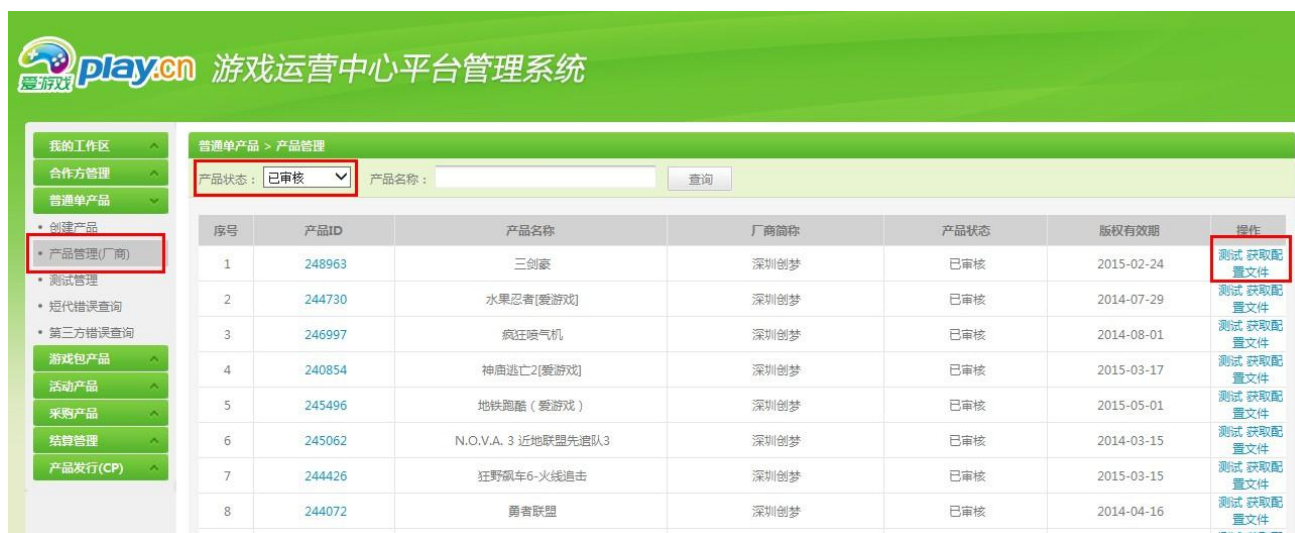 爱游戏 play.cn 游戏运营中心平台管理系统
我的工作区
合作方管理
普通单产品
• 创建产品
• 产品管理(厂商)
• 测试管理
• 短代错误查询
• 第三方错误查询
游戏包产品
活动产品
采购产品
结算管理
产品发行(CP)
普通单产品 > 产品管理
产品状态： 已审核 产品名称： 查询
序号 产品ID 产品名称 厂商简称 产品状态 版权有效期 操作
1 248963 三剑豪 深圳创梦 已审核 2015-02-24 测试 获取配
置文件
2 244730 水果忍者[爱游戏] 深圳创梦 已审核 2014-07-29 测试 获取配
置文件
3 246997 疯狂喷气机 深圳创梦 已审核 2014-08-01 测试 获取配
置文件
4 240854 神庙逃亡2[爱游戏] 深圳创梦 已审核 2015-03-17 测试 获取配
置文件
5 245496 地铁跑酷（爱游戏） 深圳创梦 已审核 2015-05-01 测试 获取配
置文件
6 245062 N.O.V.A. 3 近地联盟先遣队3 深圳创梦 已审核 2014-03-15 测试 获取配
置文件
7 244426 狂野飙车6-火线追击 深圳创梦 已审核 2015-03-15 测试 获取配
置文件
8 244072 勇者联盟 深圳创梦 已审核 2014-04-16 测试 获取配
置文件